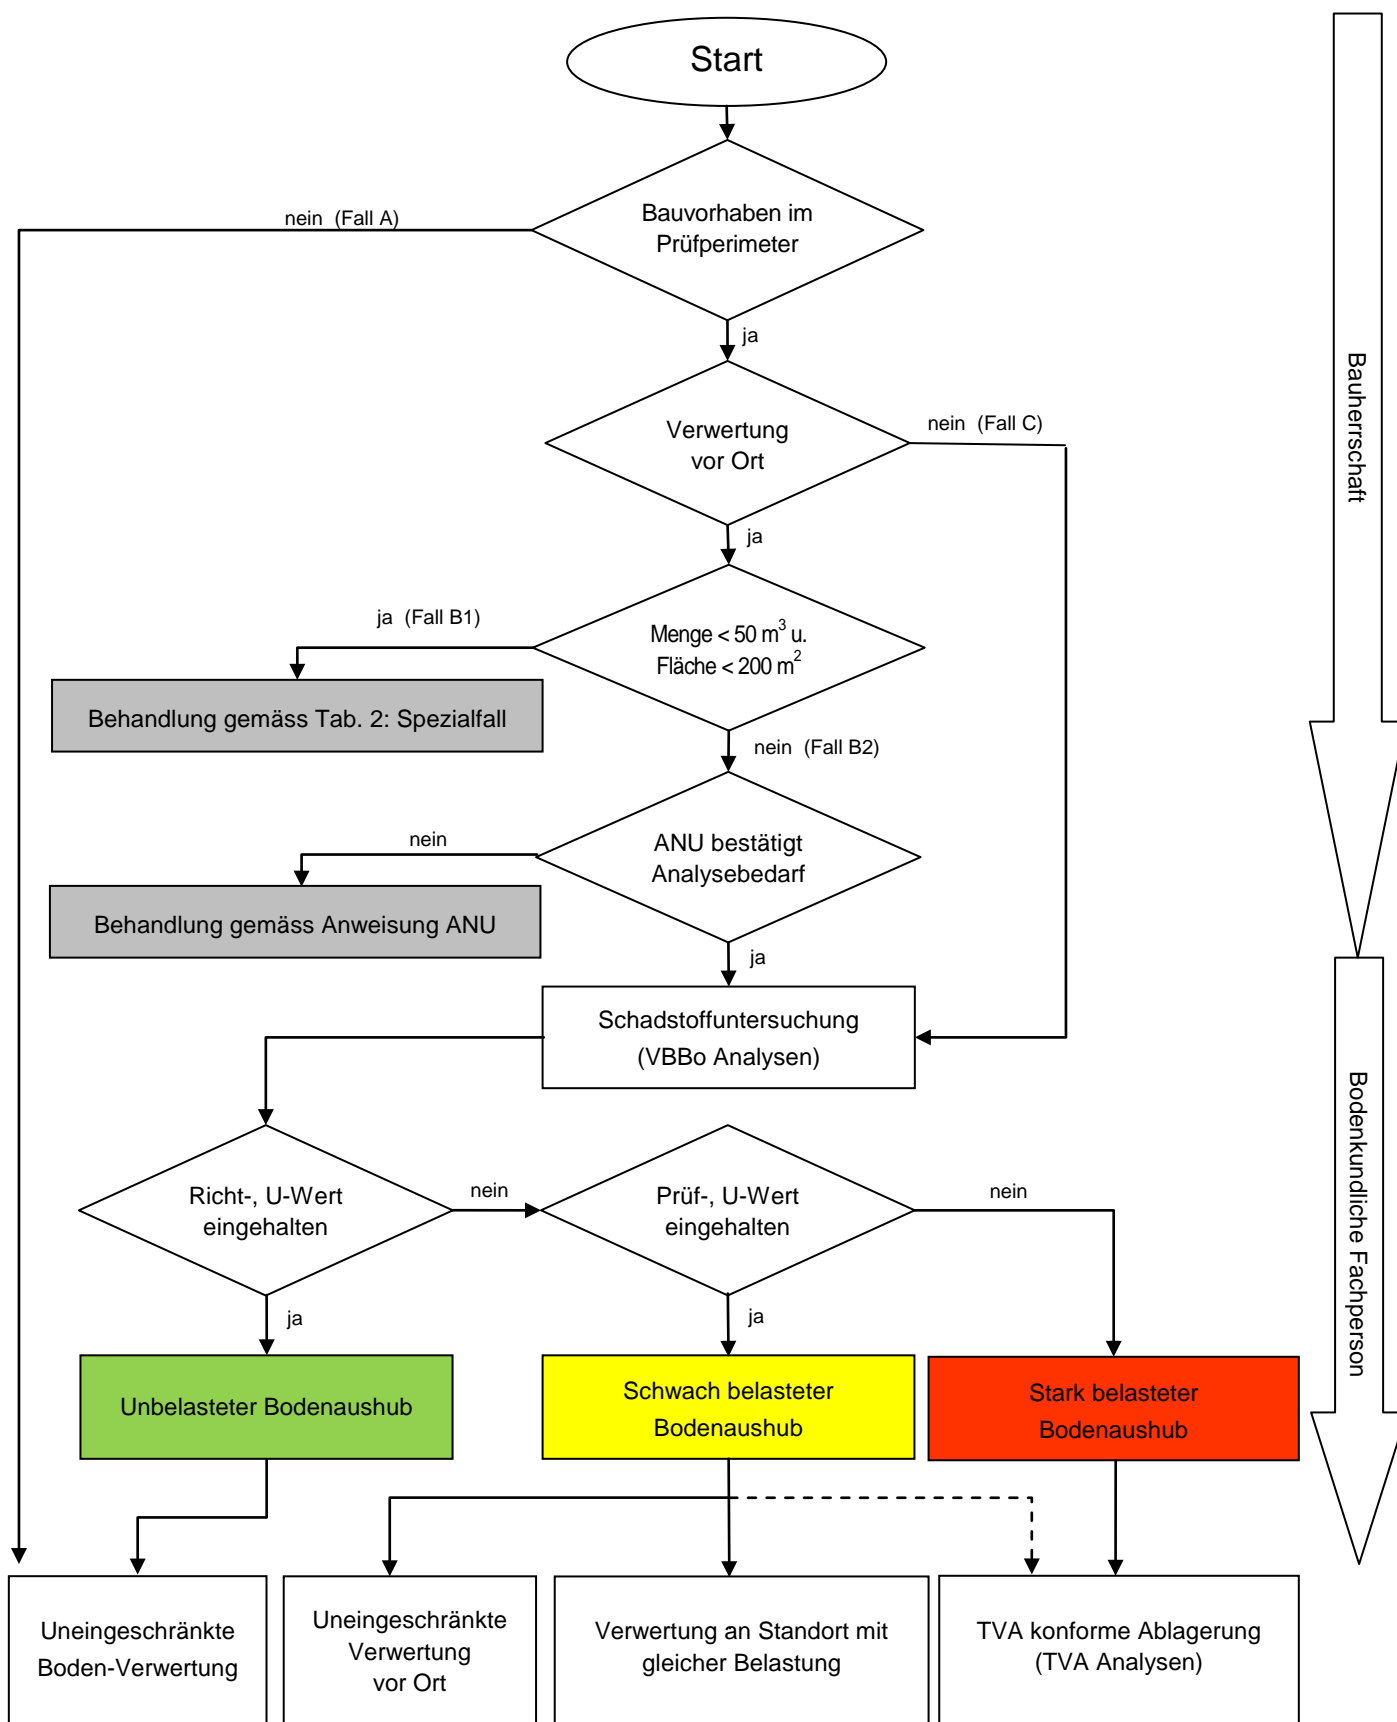 Start
nein (Fall A)
Bauvorhaben im
Prüfperimeter
ja
nein (Fall C)
Verwertung
vor Ort
ja
ja (Fall B1)
Menge < 50 m³ u.
Fläche < 200 m²
Behandlung gemäss Tab. 2: Spezialfall
nein (Fall B2)
nein
ANU bestätigt
Analysebedarf
Behandlung gemäss Anweisung ANU
ja
Schadstoffuntersuchung
(VBBo Analysen)
Richt-, U-Wert
eingehalten
nein
Prüf-, U-Wert
eingehalten
nein
ja
ja
Unbelasteter Bodenaushub
Schwach belasteter
Bodenaushub
Stark belasteter
Bodenaushub
Uneingeschränkte
Boden-Verwertung
Uneingeschränkte
Verwertung
vor Ort
Verwertung an Standort mit
gleicher Belastung
TVA konforme Ablagerung
(TVA Analysen)
Bauherrschaft
Bodenkundliche Fachperson